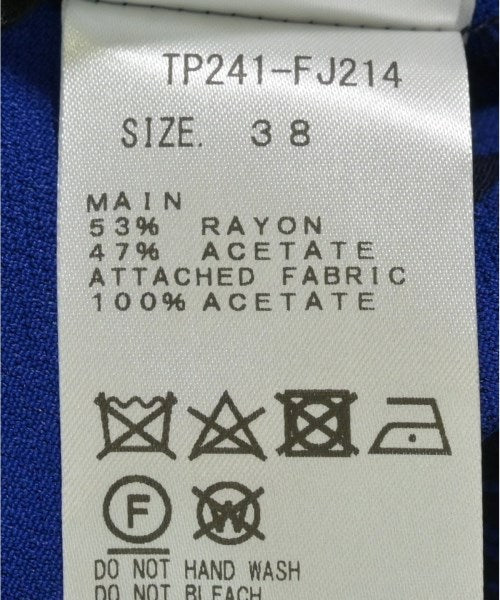 TP241-FJ214
SIZE. 38
MAIN
53% RAYON
47% ACETATE
ATTACHED FABRIC
100% ACETATE
F W
DO NOT HAND WASH
DO NOT BLEACH